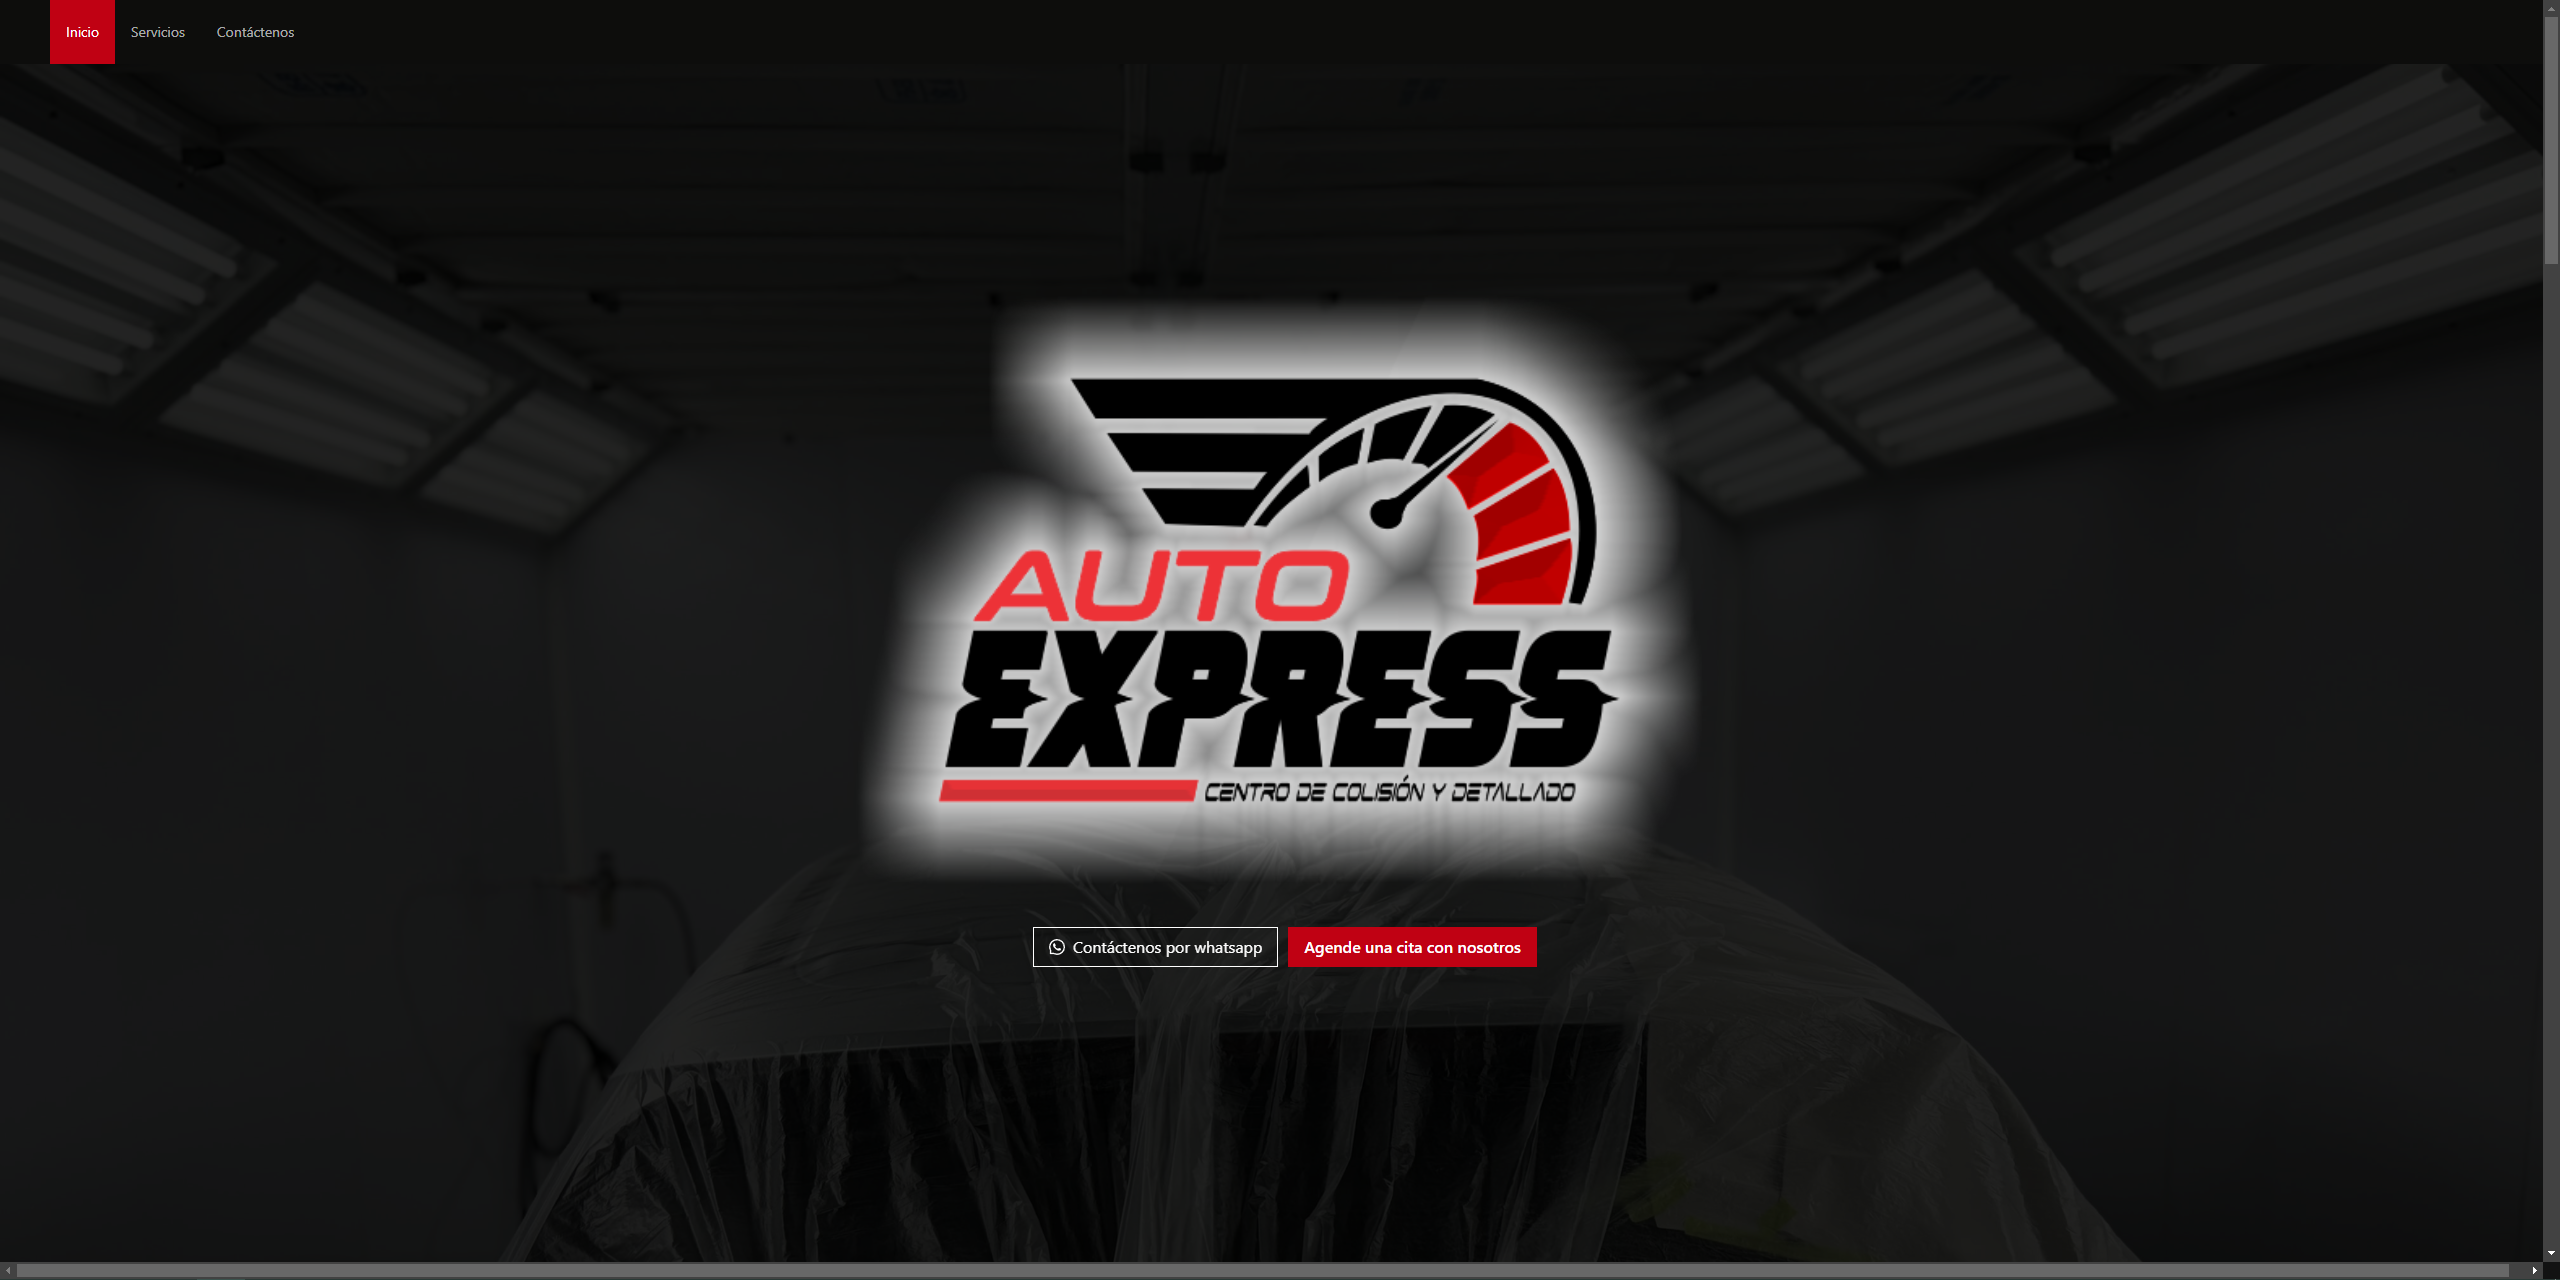 Inicio
Servicios
Contáctenos
AUTO
EXPRESS
CENTRO DE COLISIÓN Y DETALLADO
Contáctenos por whatsapp
Agende una cita con nosotros